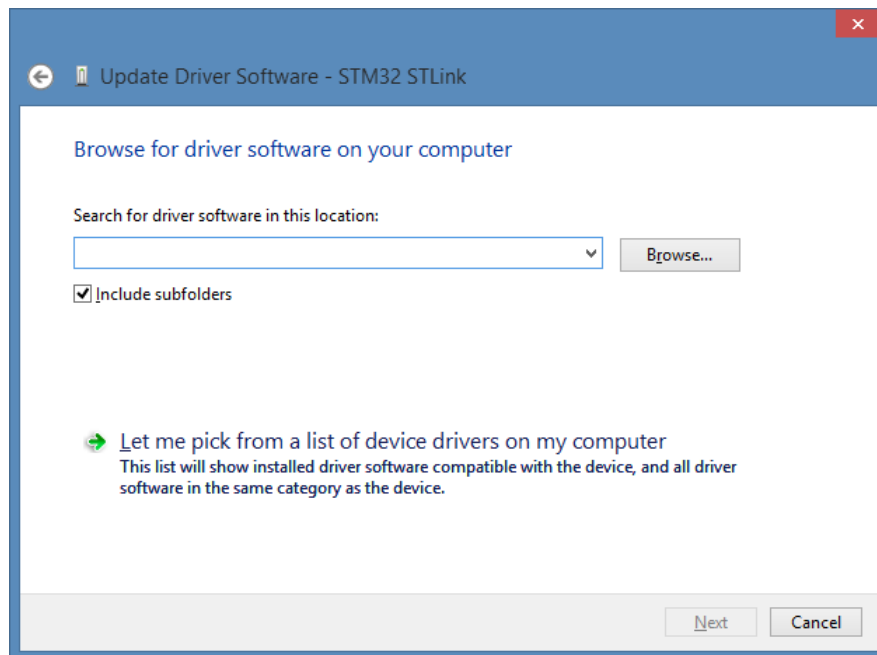 Update Driver Software - STM32 STLink
Browse for driver software on your computer
Search for driver software in this location:
Browse...
Include subfolders
Let me pick from a list of device drivers on my computer
This list will show installed driver software compatible with the device, and all driver
software in the same category as the device.
Next
Cancel